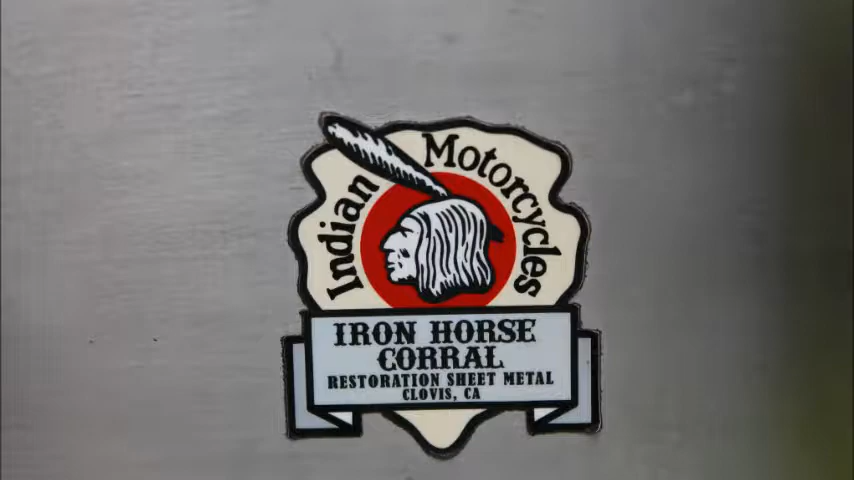 Indian Motorcycles
IRON HORSE
CORRAL
RESTORATION SHEET METAL
CLOVIS, CA